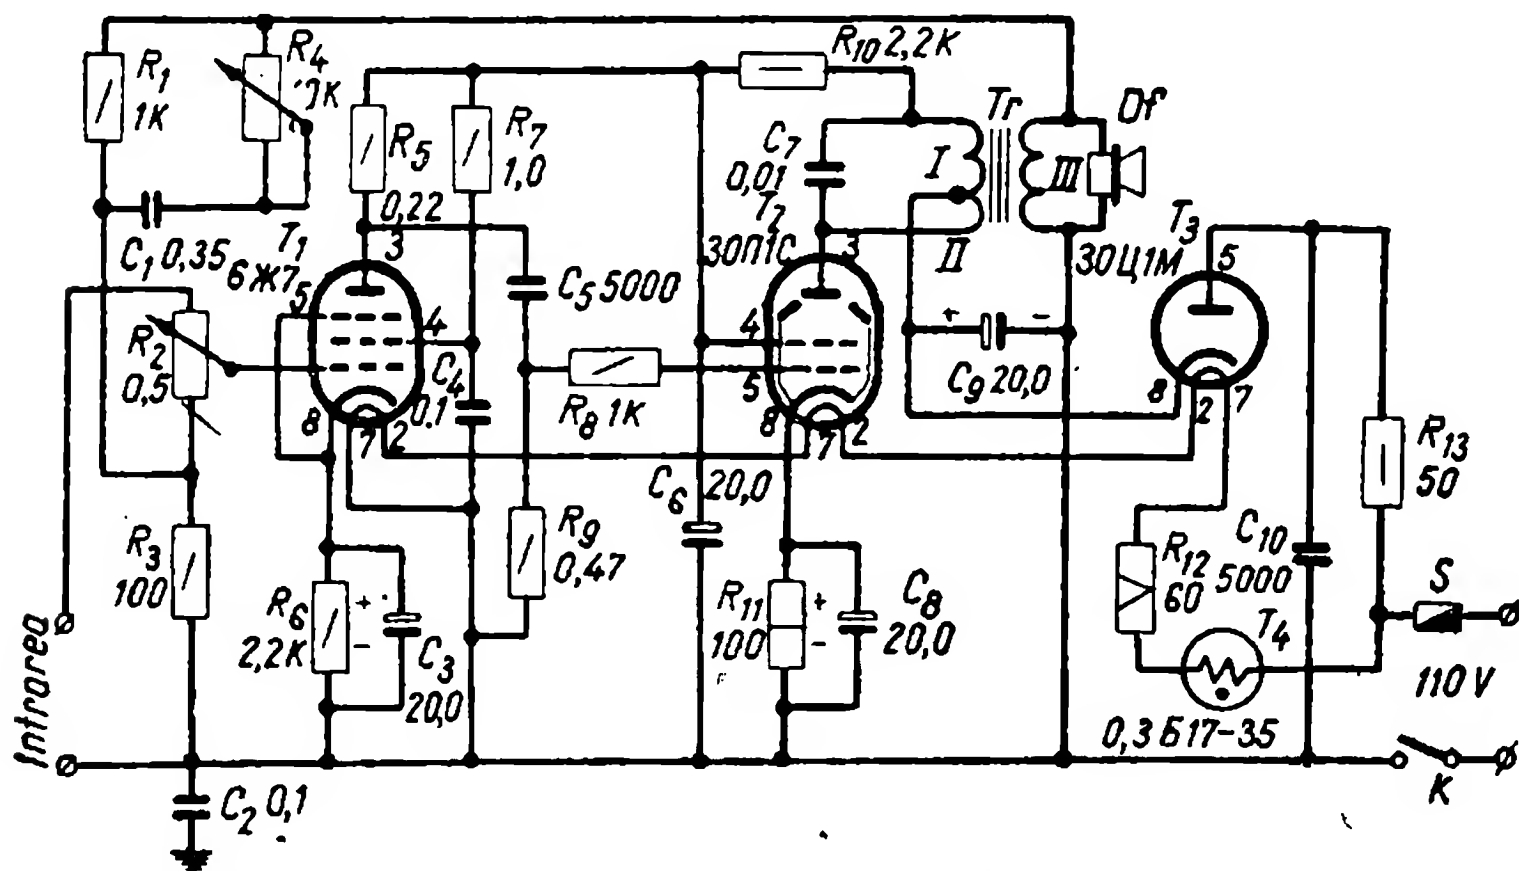 R1
1K
R4
R5
0,22
R7
1,0
R10 2,2K
C7
0,01
Tr
Df
I
II
III
C1 0,35
T1
6Ж7
3
5
4
8
7
2
R2
0,5
C4
0.1
C5 5000
R8 1K
T2
30П1С
3
4
5
8
7
2
+
-
C9 20,0
T3
30Ц1М
5
8
2
7
R13
50
R3
100
R6
2,2K
+
-
C3
20,0
R9
0,47
C6 20,0
R11
100
+
-
C8
20,0
R12
60
C10
5000
T4
0,3 Б17-35
S
110 V
K
Intrarea
C2 0,1